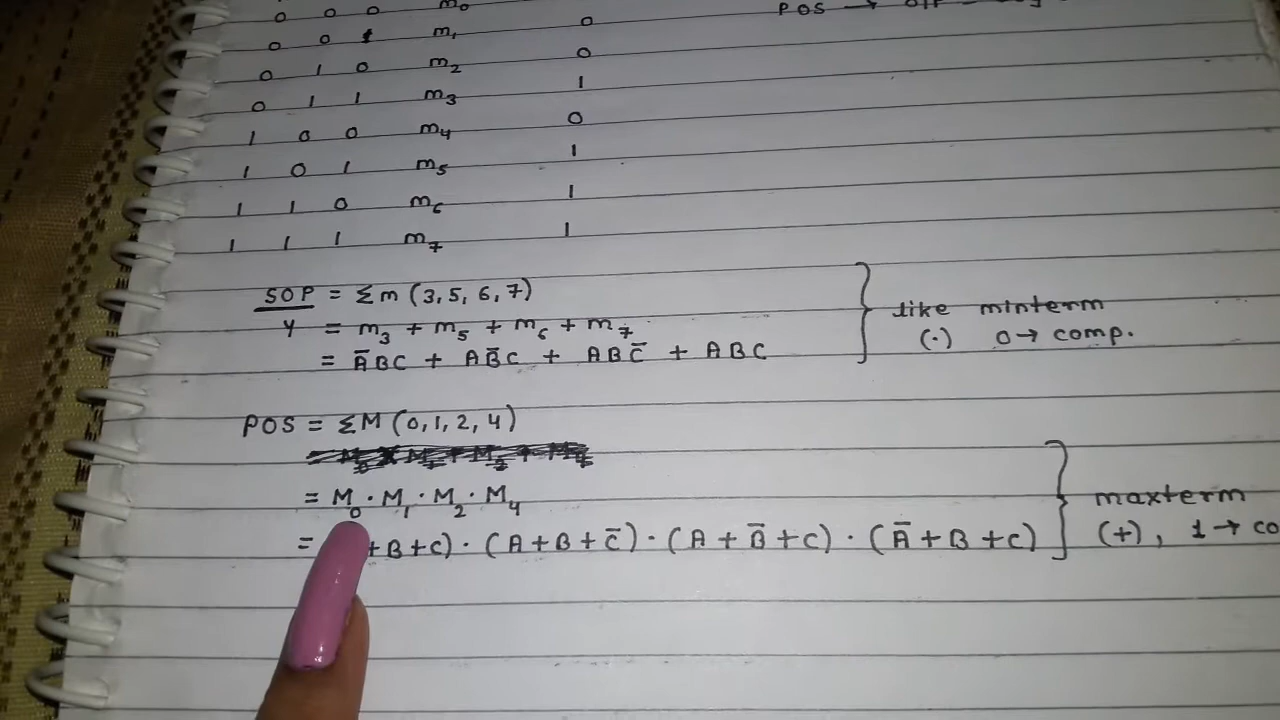 POS →
0 0 0 m₀
0 0 1 m₁ 0
0 1 0 m₂ 0
0 1 1 m₃ 1
1 0 0 m₄ 0
1 0 1 m₅ 1
1 1 0 m₆ 1
1 1 1 m₇ 1
SOP = Σm (3, 5, 6, 7)
Y = m₃ + m₅ + m₆ + m₇
= A̅BC + AB̅C + ABC̅ + ABC
like minterm
(·) 0→ comp.
POS = ΣM (0, 1, 2, 4)
= M₀ · M₁ · M₂ · M₄
= +B+C) · (A+B+C̅) · (A+B̅+C) · (A̅+B+C)
maxterm
(+), 1→ co